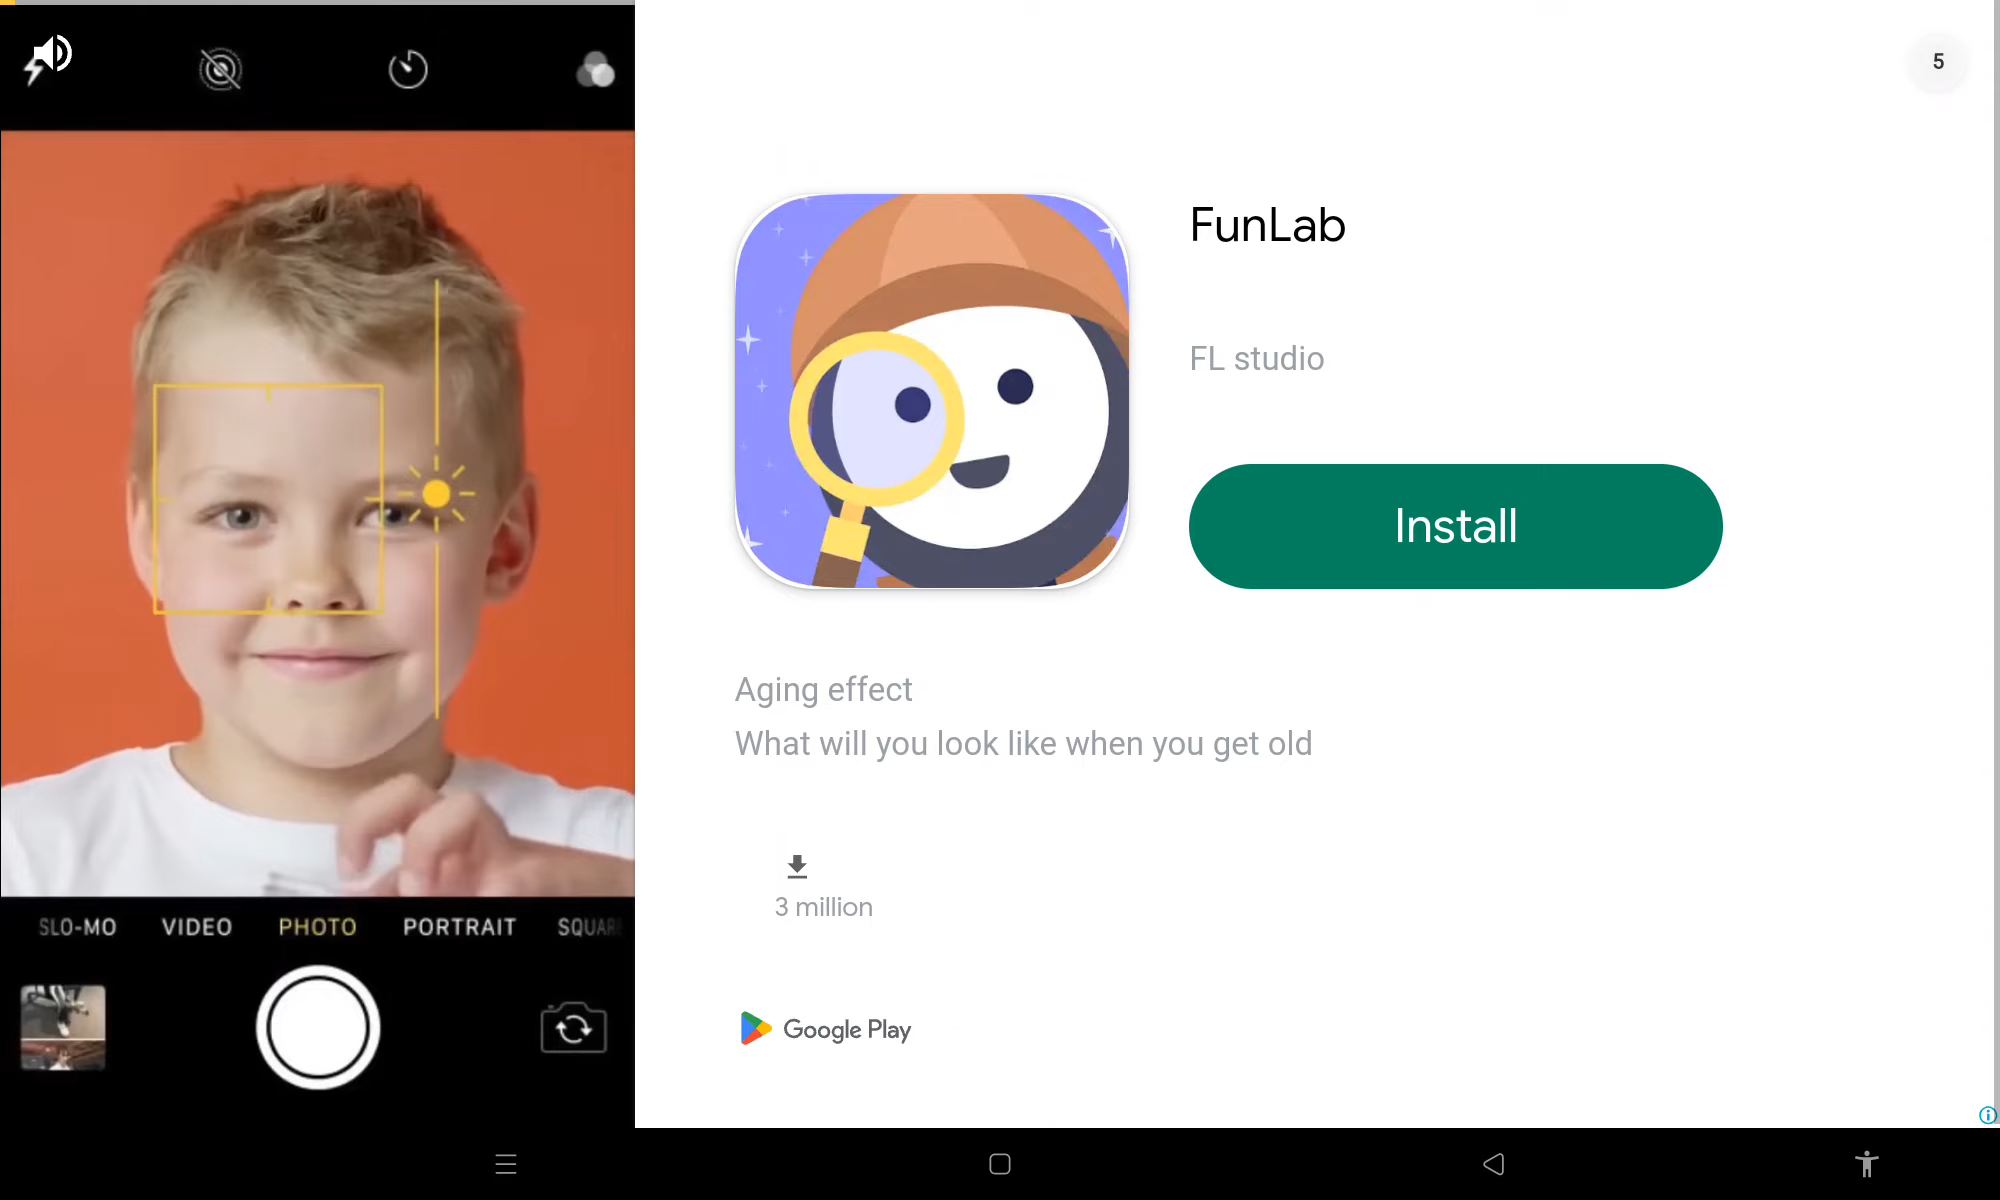 SLO-MO VIDEO PHOTO PORTRAIT SQUAR
5
FunLab
FL studio
Install
Aging effect
What will you look like when you get old
3 million
Google Play